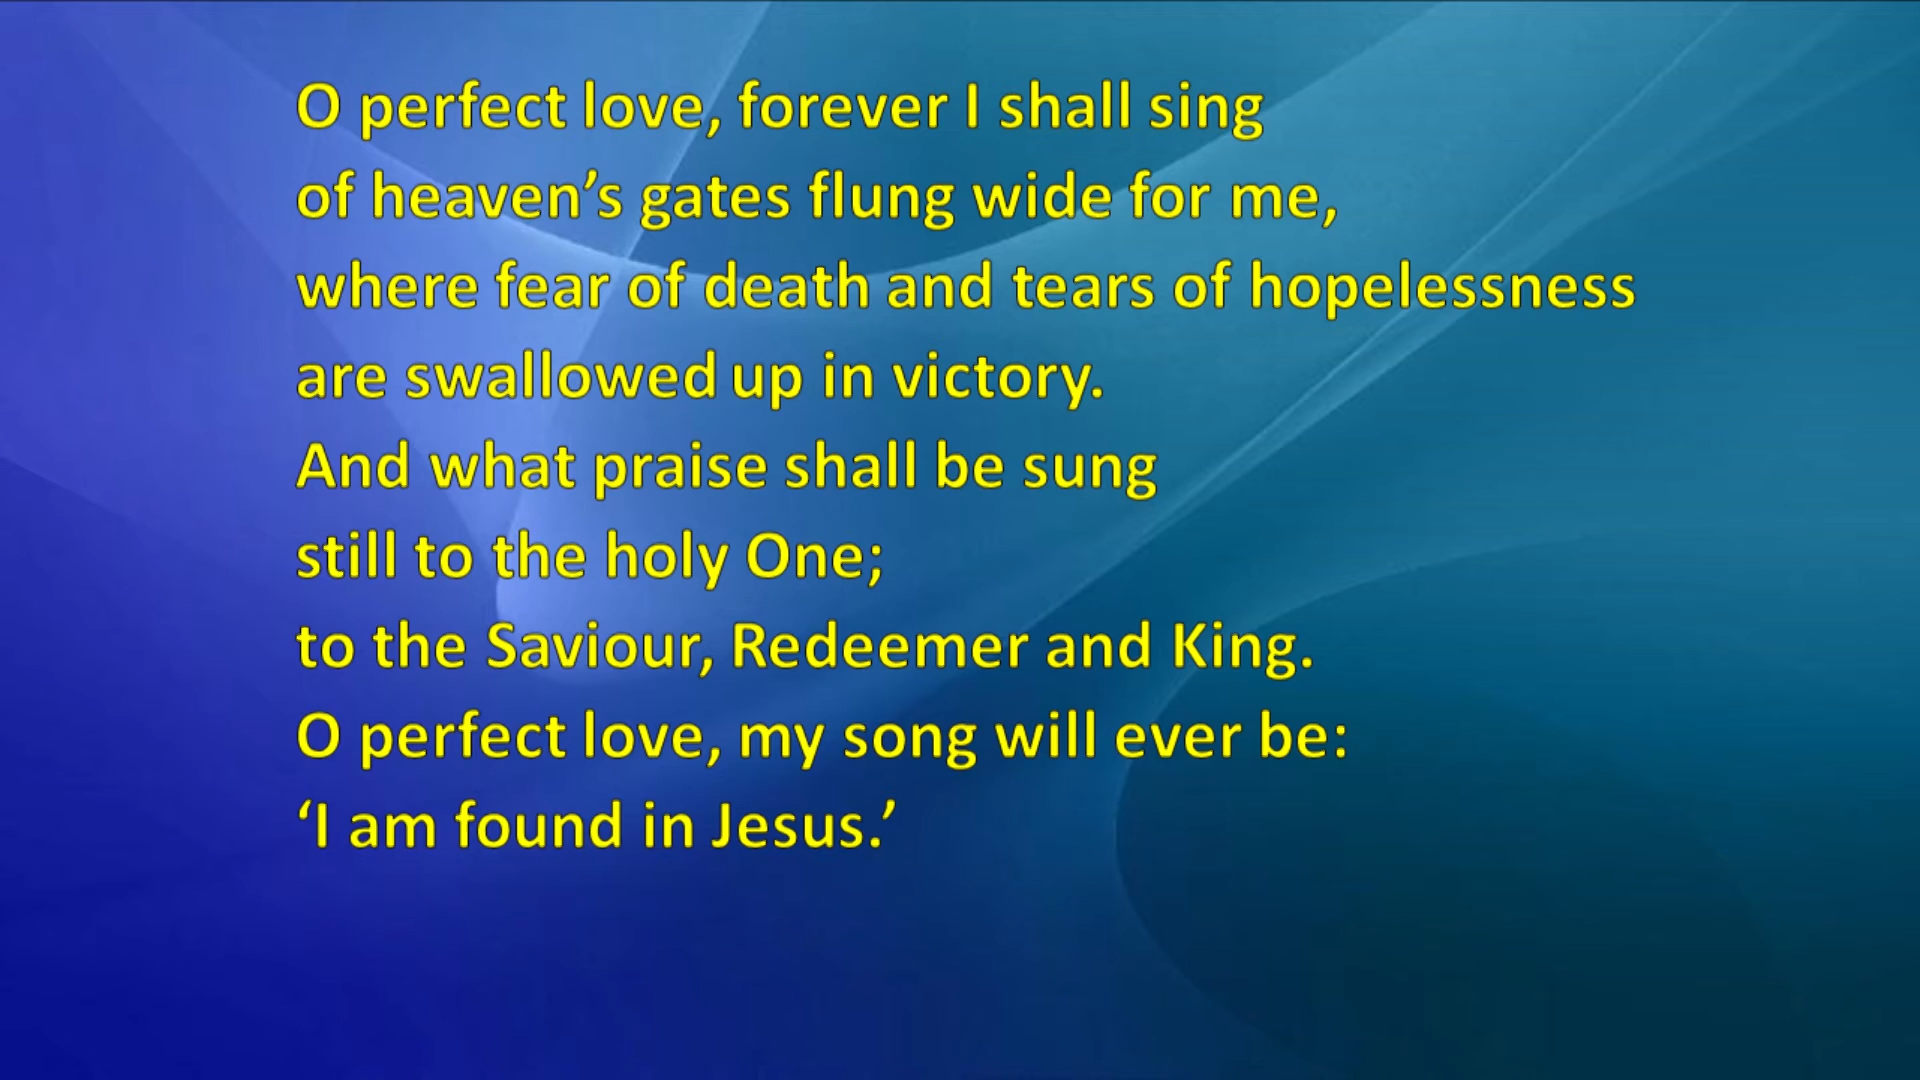 O perfect love, forever I shall sing
of heaven’s gates flung wide for me,
where fear of death and tears of hopelessness
are swallowed up in victory.
And what praise shall be sung
still to the holy One;
to the Saviour, Redeemer and King.
O perfect love, my song will ever be:
‘I am found in Jesus.’